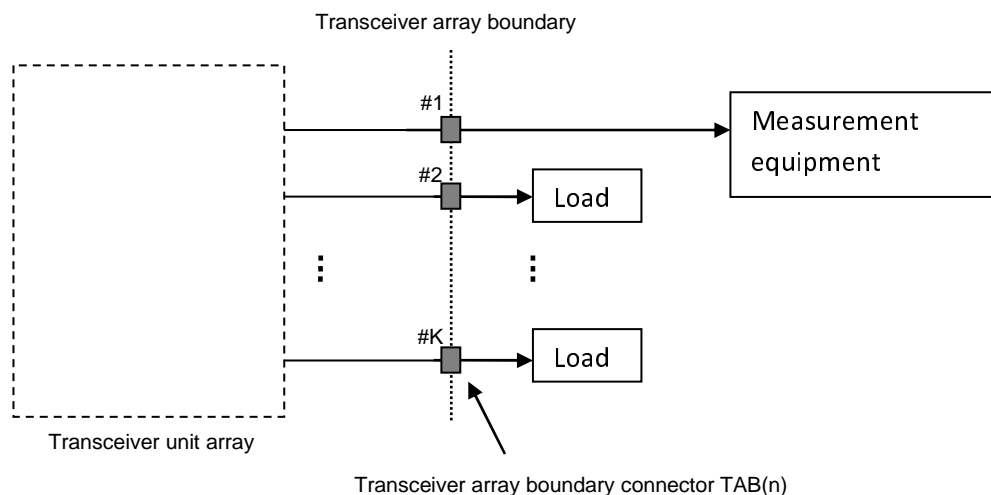 Transceiver array boundary
#1
Measurement
equipment
#2
Load
#K
Load
Transceiver unit array
Transceiver array boundary connector TAB(n)